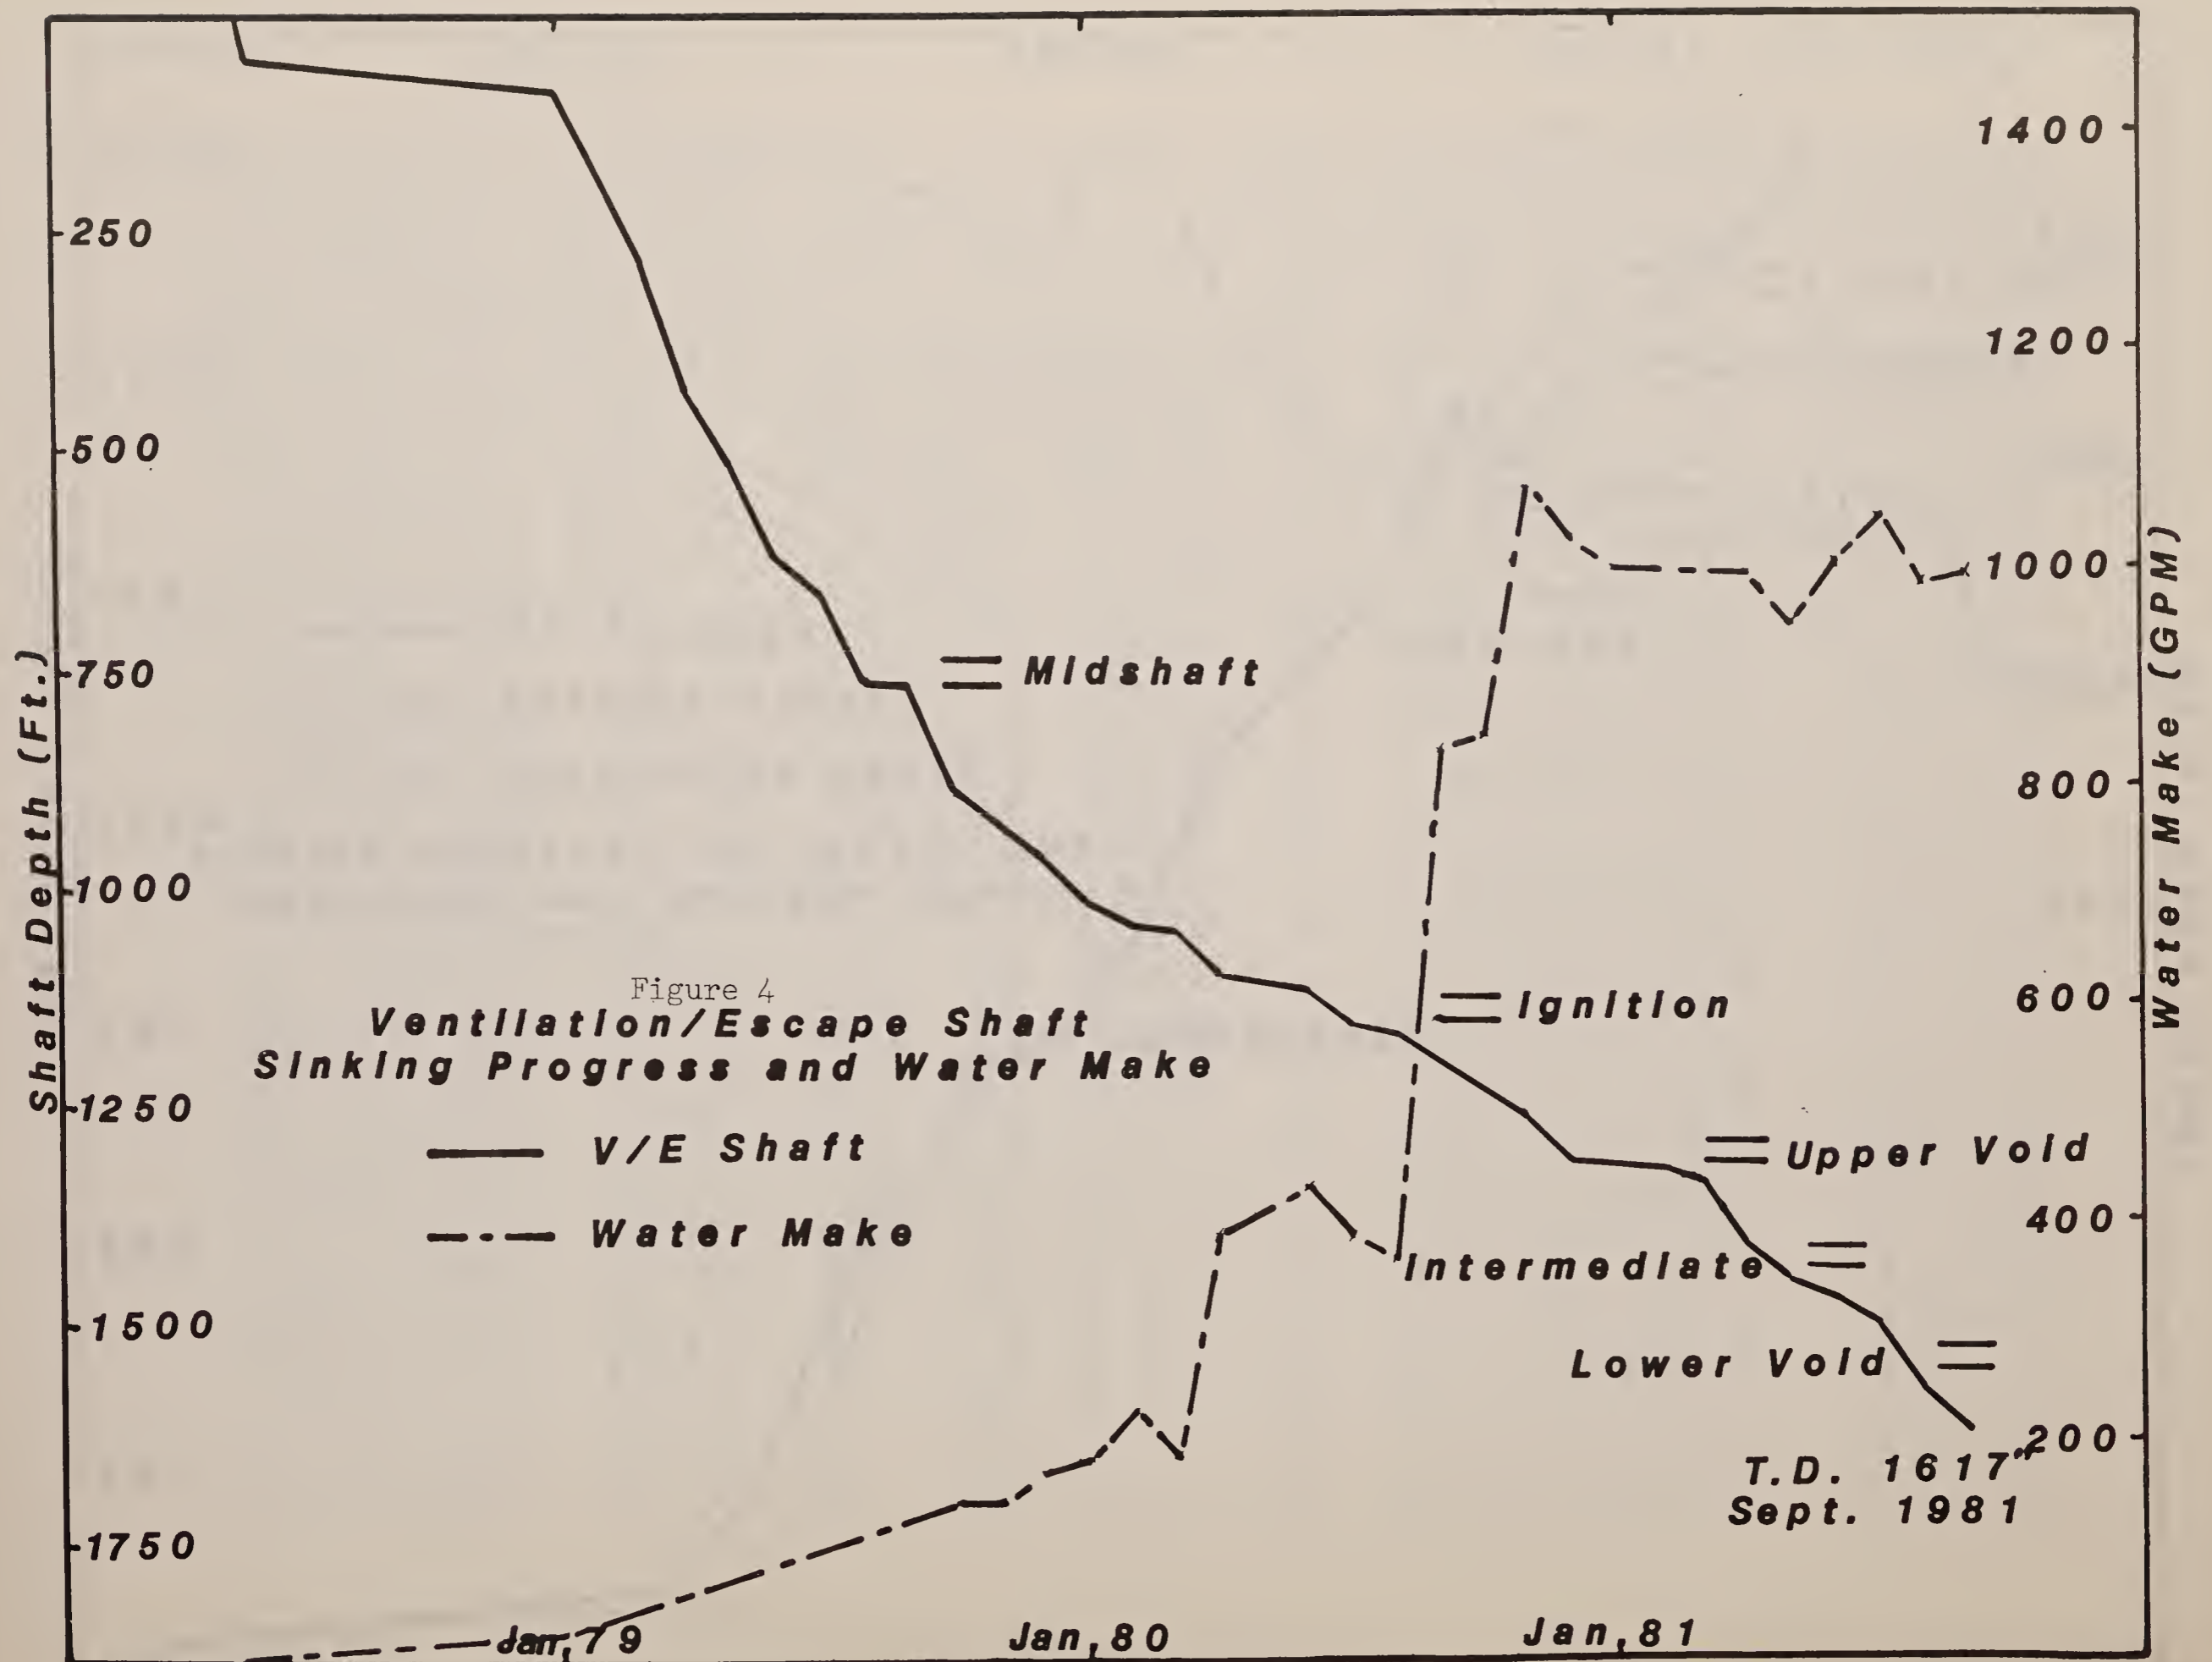 1400
250
1200
500
1000
Midshaft
750
Shaft Depth (Ft.)
Water Make (GPM)
800
1000
Figure 4
600
Ignition
Ventilation/Escape Shaft
Sinking Progress and Water Make
1250
V/E Shaft
Upper Void
400
Water Make
Intermediate
1500
Lower Void
200
T.D. 1617'
Sept. 1981
1750
Jan,79
Jan,80
Jan,81